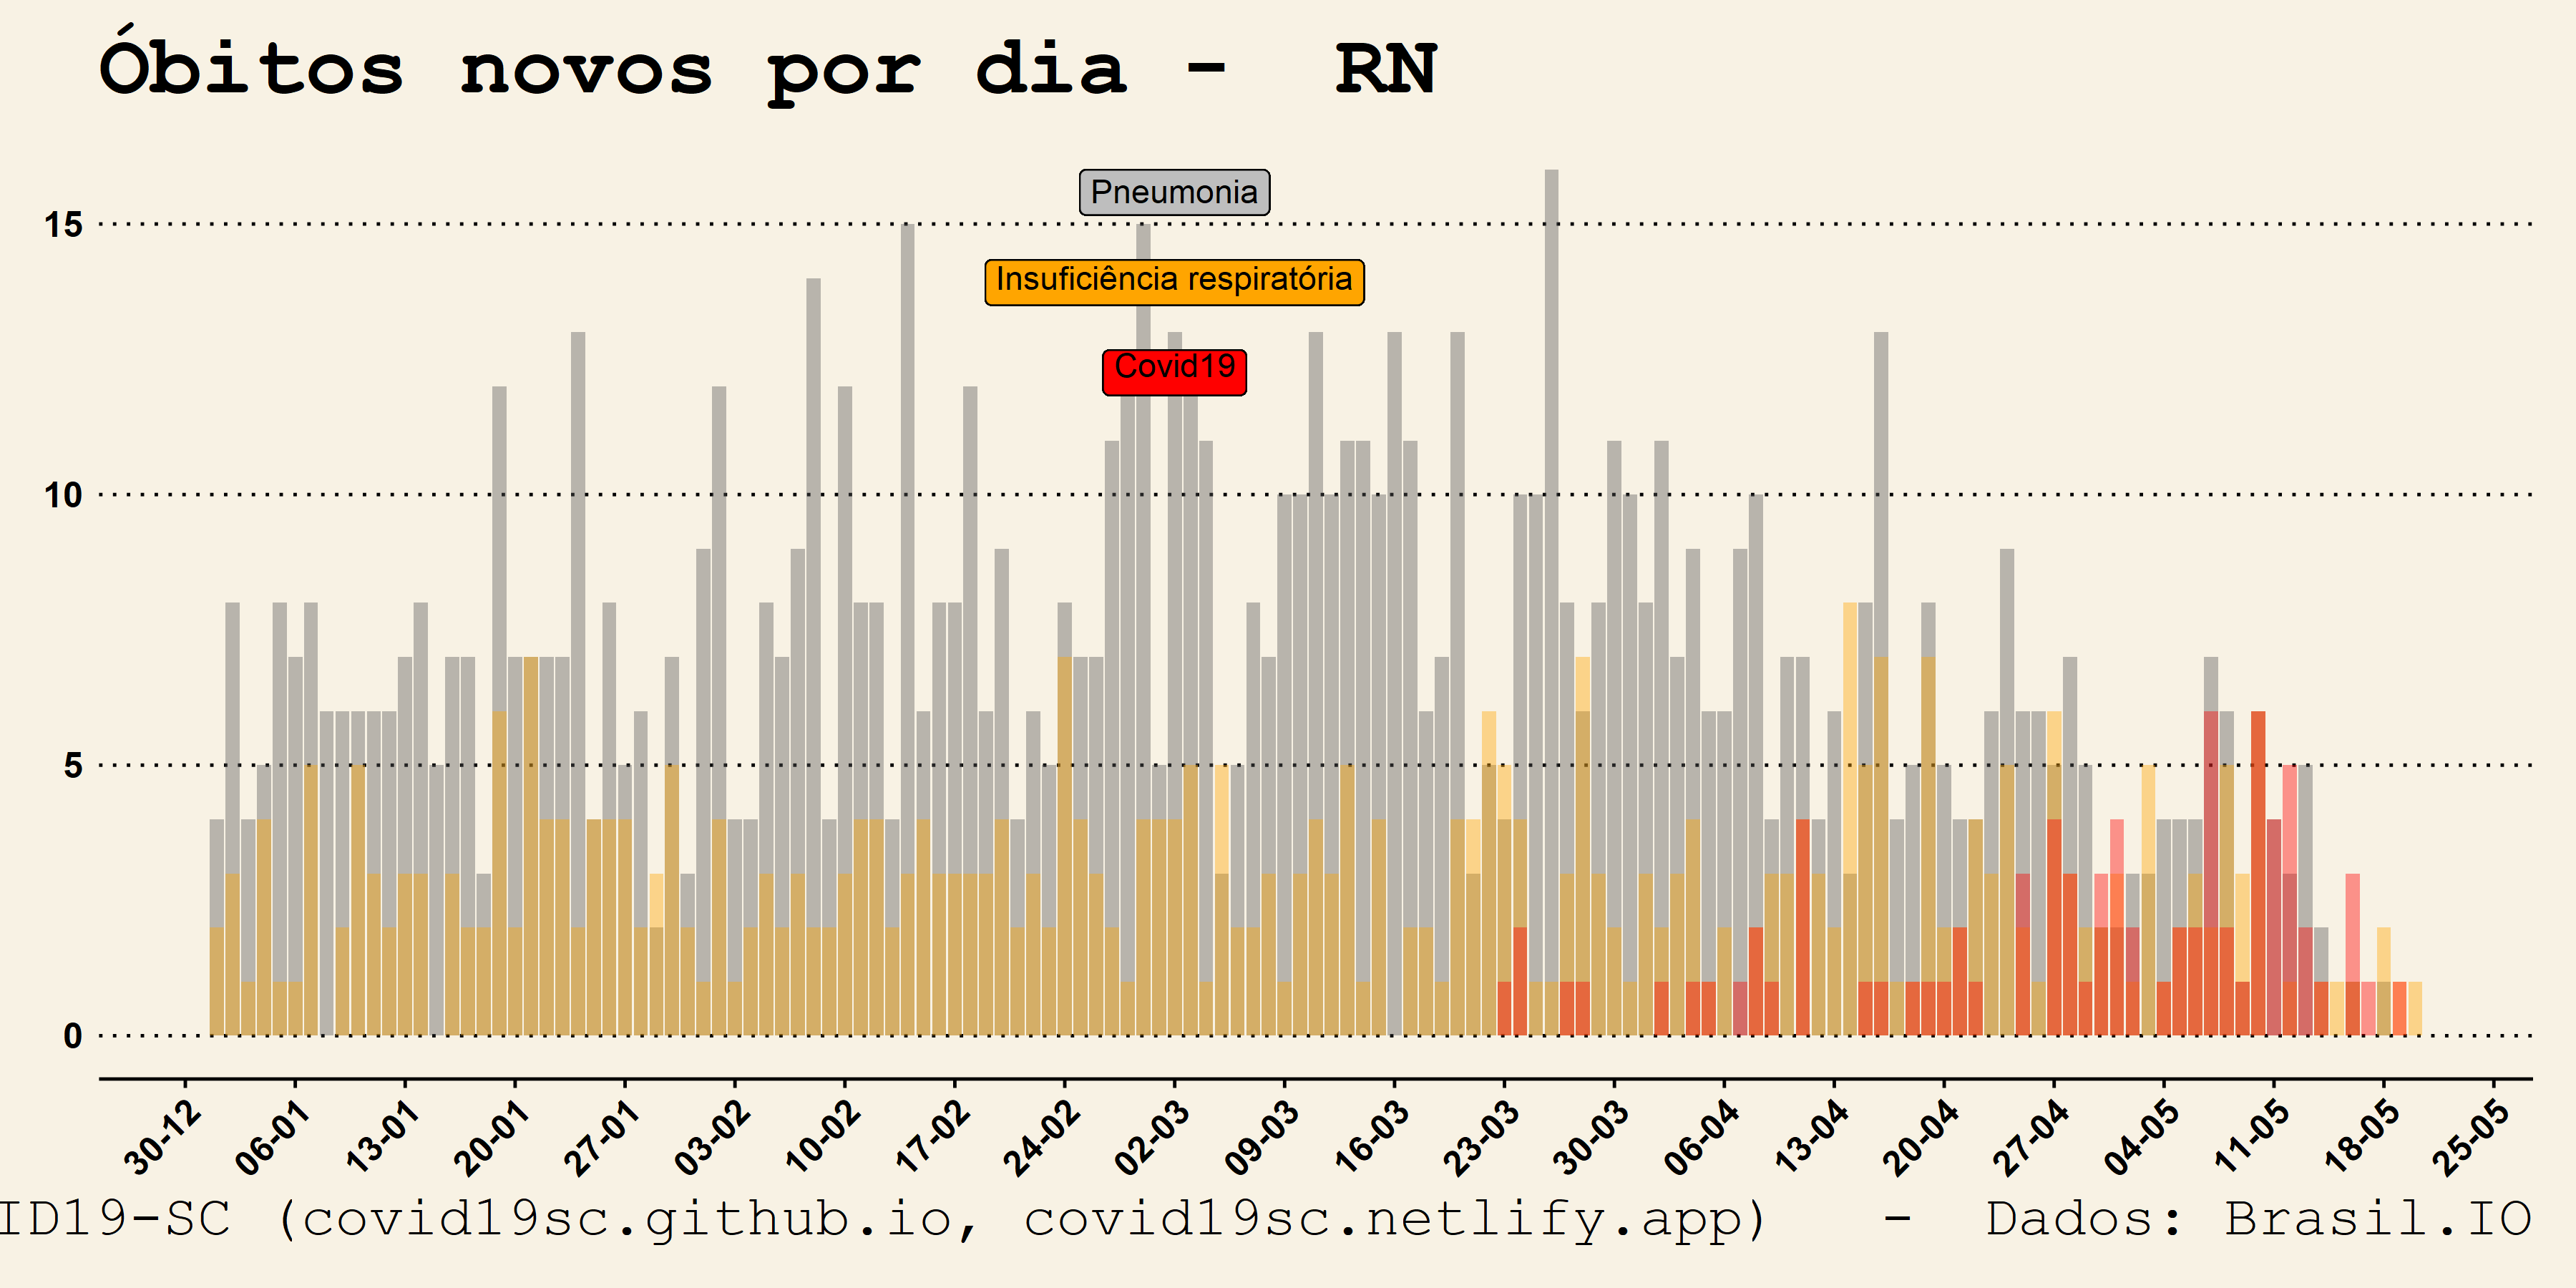 Óbitos novos por dia - RN
Pneumonia
15
Insuficiência respiratória
Covid19
10
5
0
30-12 06-01 13-01 20-01 27-01 03-02 10-02 17-02 24-02 02-03 09-03 16-03 23-03 30-03 06-04 13-04 20-04 27-04 04-05 11-05 18-05 25-05
ID19-SC (covid19sc.github.io, covid19sc.netlify.app) - Dados: Brasil.IO